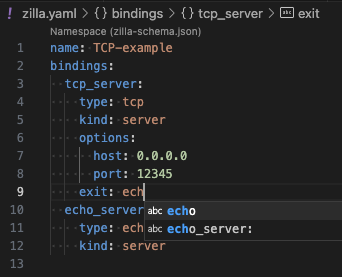 ! zilla.yaml > {} bindings > {} tcp_server > abc exit
Namespace (zilla-schema.json)
1 name: TCP-example
2 bindings:
3 tcp_server:
4 type: tcp
5 kind: server
6 options:
7 host: 0.0.0.0
8 port: 12345
9 exit: ech
abc echo
10 echo_server
abc echo_server:
11 type: ech
12 kind: server